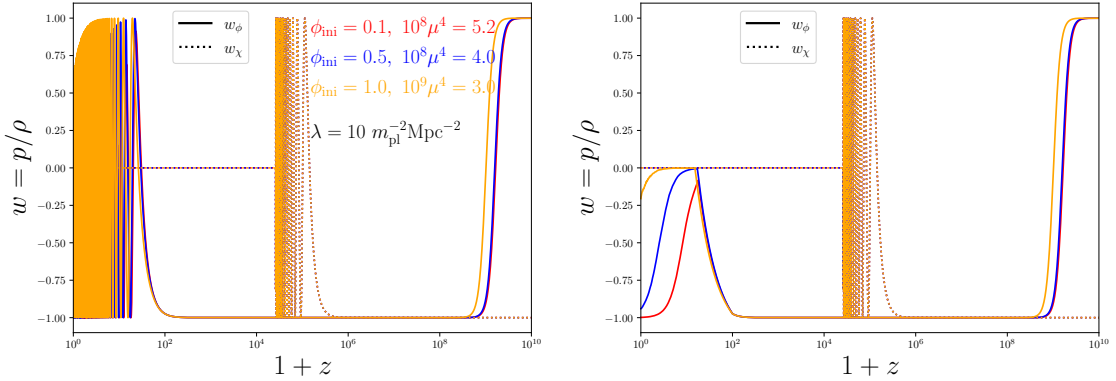 w_ϕ
w_χ
ϕ_ini = 0.1, 10^8μ^4 = 5.2
ϕ_ini = 0.5, 10^8μ^4 = 4.0
ϕ_ini = 1.0, 10^9μ^4 = 3.0
λ = 10 m_pl^−2 Mpc^−2
w = p/ρ
1.00
0.75
0.50
0.25
0.00
−0.25
−0.50
−0.75
−1.00
10^0
10^2
10^4
10^6
10^8
10^10
1 + z
w_ϕ
w_χ
w = p/ρ
1.00
0.75
0.50
0.25
0.00
−0.25
−0.50
−0.75
−1.00
10^0
10^2
10^4
10^6
10^8
10^10
1 + z